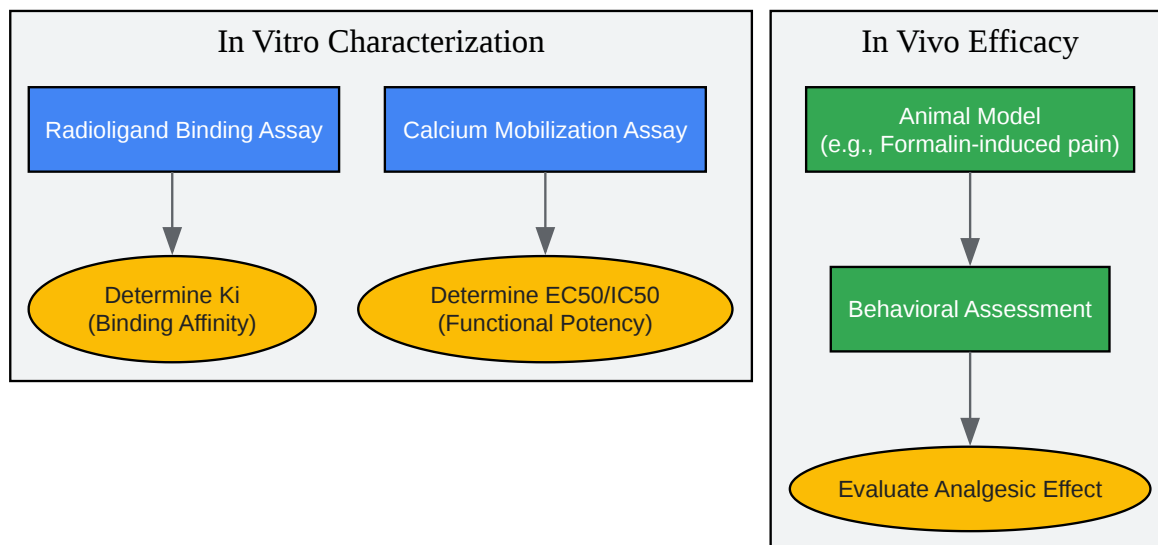 In Vitro Characterization
Radioligand Binding Assay
Calcium Mobilization Assay
Determine Ki
(Binding Affinity)
Determine EC50/IC50
(Functional Potency)
In Vivo Efficacy
Animal Model
(e.g., Formalin-induced pain)
Behavioral Assessment
Evaluate Analgesic Effect